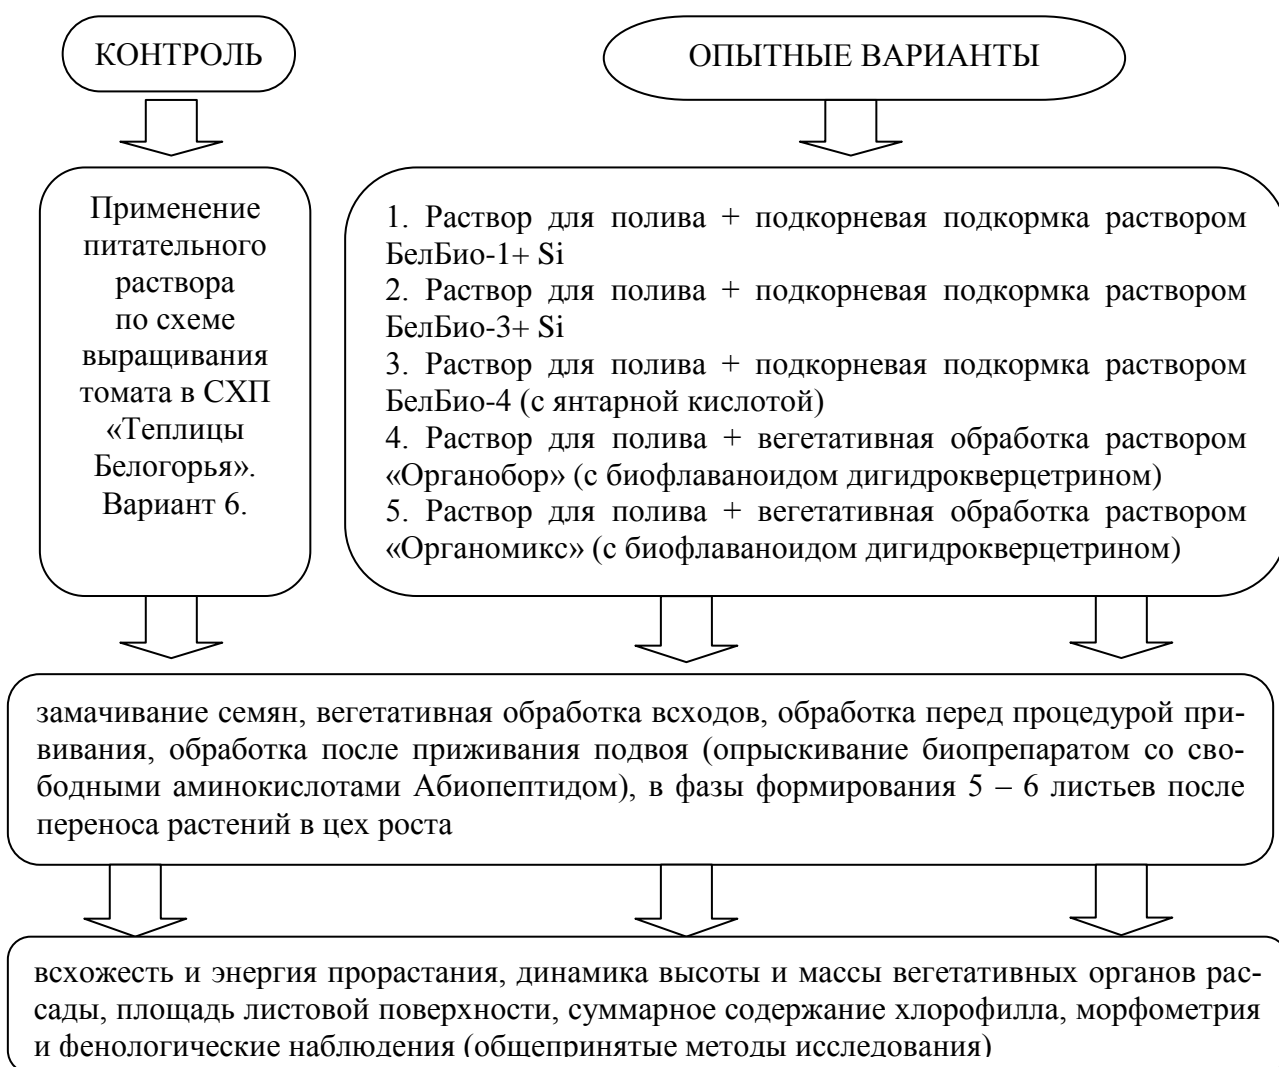 КОНТРОЛЬ
ОПЫТНЫЕ ВАРИАНТЫ
Применение
питательного
раствора
по схеме
выращивания
томата в СХП
«Теплицы
Белогорья».
Вариант 6.
1. Раствор для полива + подкорневая подкормка раствором
БелБио-1+ Si
2. Раствор для полива + подкорневая подкормка раствором
БелБио-3+ Si
3. Раствор для полива + подкорневая подкормка раствором
БелБио-4 (с янтарной кислотой)
4. Раствор для полива + вегетативная обработка раствором
«Органобор» (с биофлаваноидом дигидрокверцетрином)
5. Раствор для полива + вегетативная обработка раствором
«Органомикс» (с биофлаваноидом дигидрокверцетрином)
замачивание семян, вегетативная обработка всходов, обработка перед процедурой при-
вивания, обработка после приживания подвоя (опрыскивание биопрепаратом со сво-
бодными аминокислотами Абиопептидом), в фазы формирования 5 – 6 листьев после
переноса растений в цех роста
всхожесть и энергия прорастания, динамика высоты и массы вегетативных органов рас-
сады, площадь листовой поверхности, суммарное содержание хлорофилла, морфометрия
и фенологические наблюдения (общепринятые методы исследования)